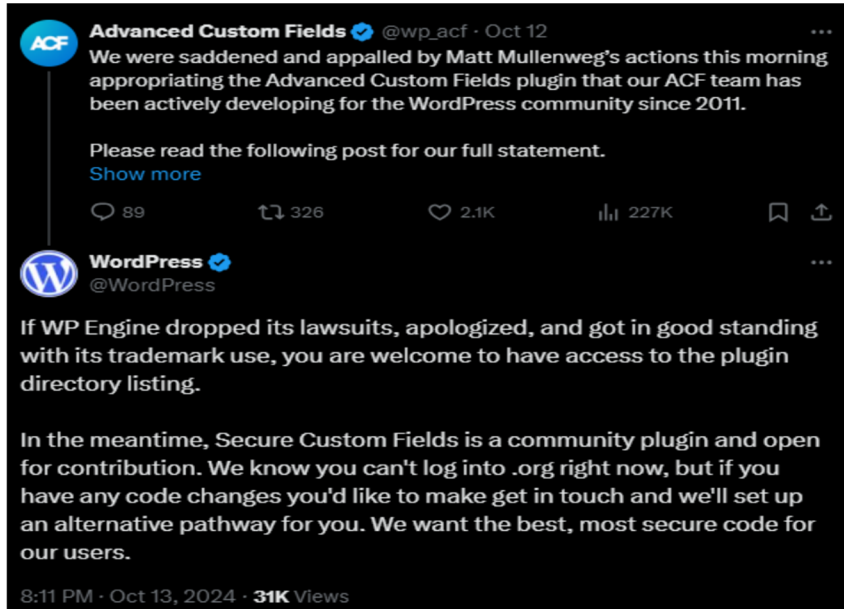 ACF
Advanced Custom Fields @wp_acf · Oct 12
We were saddened and appalled by Matt Mullenweg's actions this morning
appropriating the Advanced Custom Fields plugin that our ACF team has
been actively developing for the WordPress community since 2011.
Please read the following post for our full statement.
Show more
89 326 2.1K 227K
WordPress
@WordPress
If WP Engine dropped its lawsuits, apologized, and got in good standing
with its trademark use, you are welcome to have access to the plugin
directory listing.
In the meantime, Secure Custom Fields is a community plugin and open
for contribution. We know you can't log into .org right now, but if you
have any code changes you'd like to make get in touch and we'll set up
an alternative pathway for you. We want the best, most secure code for
our users.
8:11 PM · Oct 13, 2024 · 31K Views